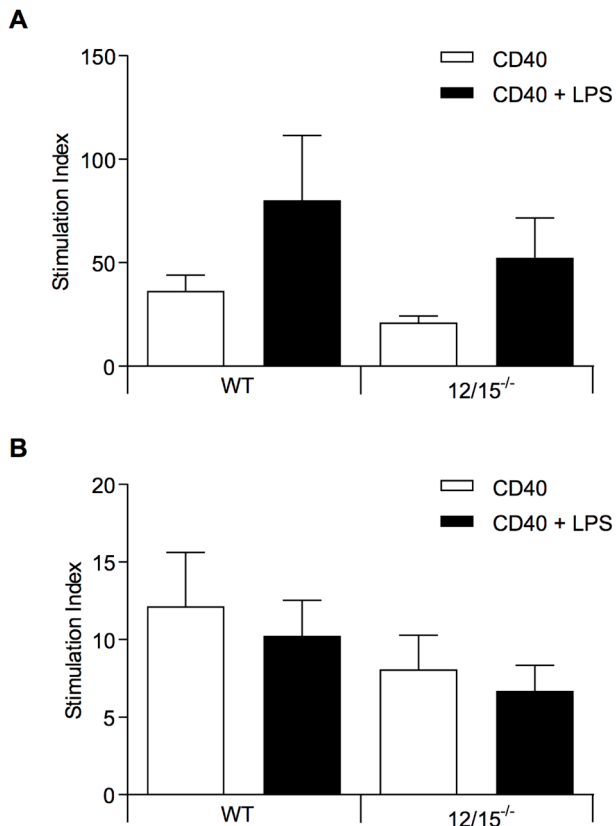 A
CD40
CD40 + LPS
Stimulation Index
150
100
50
0
WT
12/15⁻/⁻
B
CD40
CD40 + LPS
Stimulation Index
20
15
10
5
0
WT
12/15⁻/⁻